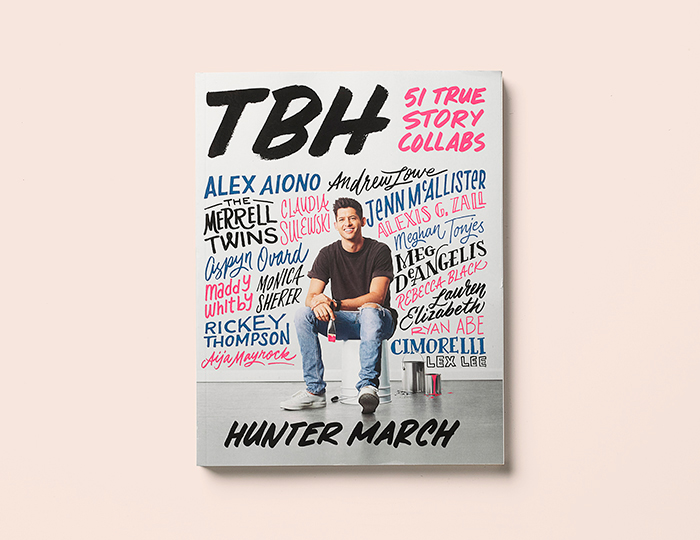 TBH
51 TRUE
STORY
COLLABS
ALEX AIONO
Andrew Lowe
JENN McALLISTER
THE
MERRELL
TWINS
CLAUDIA
SULEWSKI
ALEXIS G. ZALL
Meghan Tonjes
Aspyn Ovard
MEG
DeANGELIS
maddy
whitby
MONICA
SHERER
REBECCA BLACK
Lauren
Elizabeth
RICKEY
THOMPSON
RYAN ABE
Aija Mayrock
CIMORELLI
LEX LEE
HUNTER MARCH